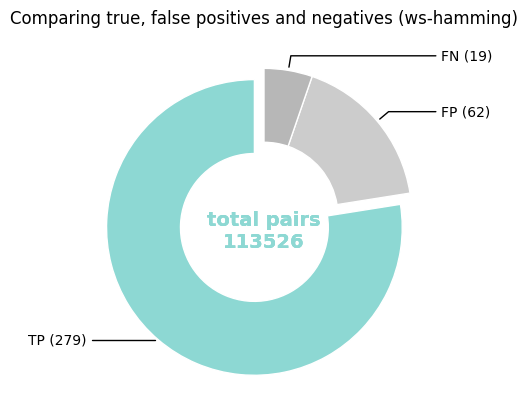 Comparing true, false positives and negatives (ws-hamming)
FN (19)
FP (62)
total pairs
113526
TP (279)